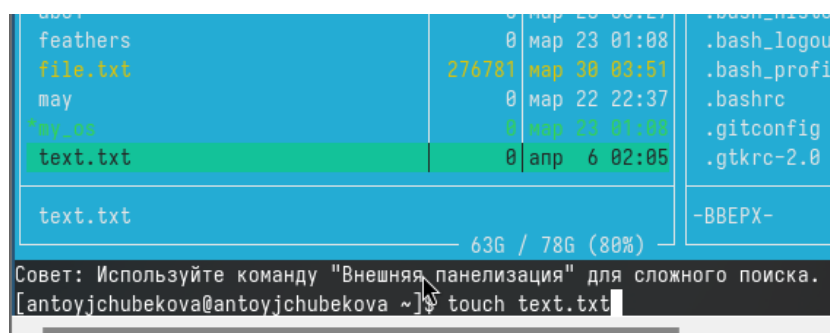 feathers 0 мар 23 01:08 .bash_logou
file.txt 276781 мар 30 03:51 .bash_profi
may 0 мар 22 22:37 .bashrc
*my_os 0 мар 23 01:08 .gitconfig
text.txt 0 апр 6 02:05 .gtkrc-2.0
text.txt -ВВЕРХ-
63G / 78G (80%)
Совет: Используйте команду "Внешняя панелизация" для сложного поиска.
[antoyjchubekova@antoyjchubekova ~]$ touch text.txt